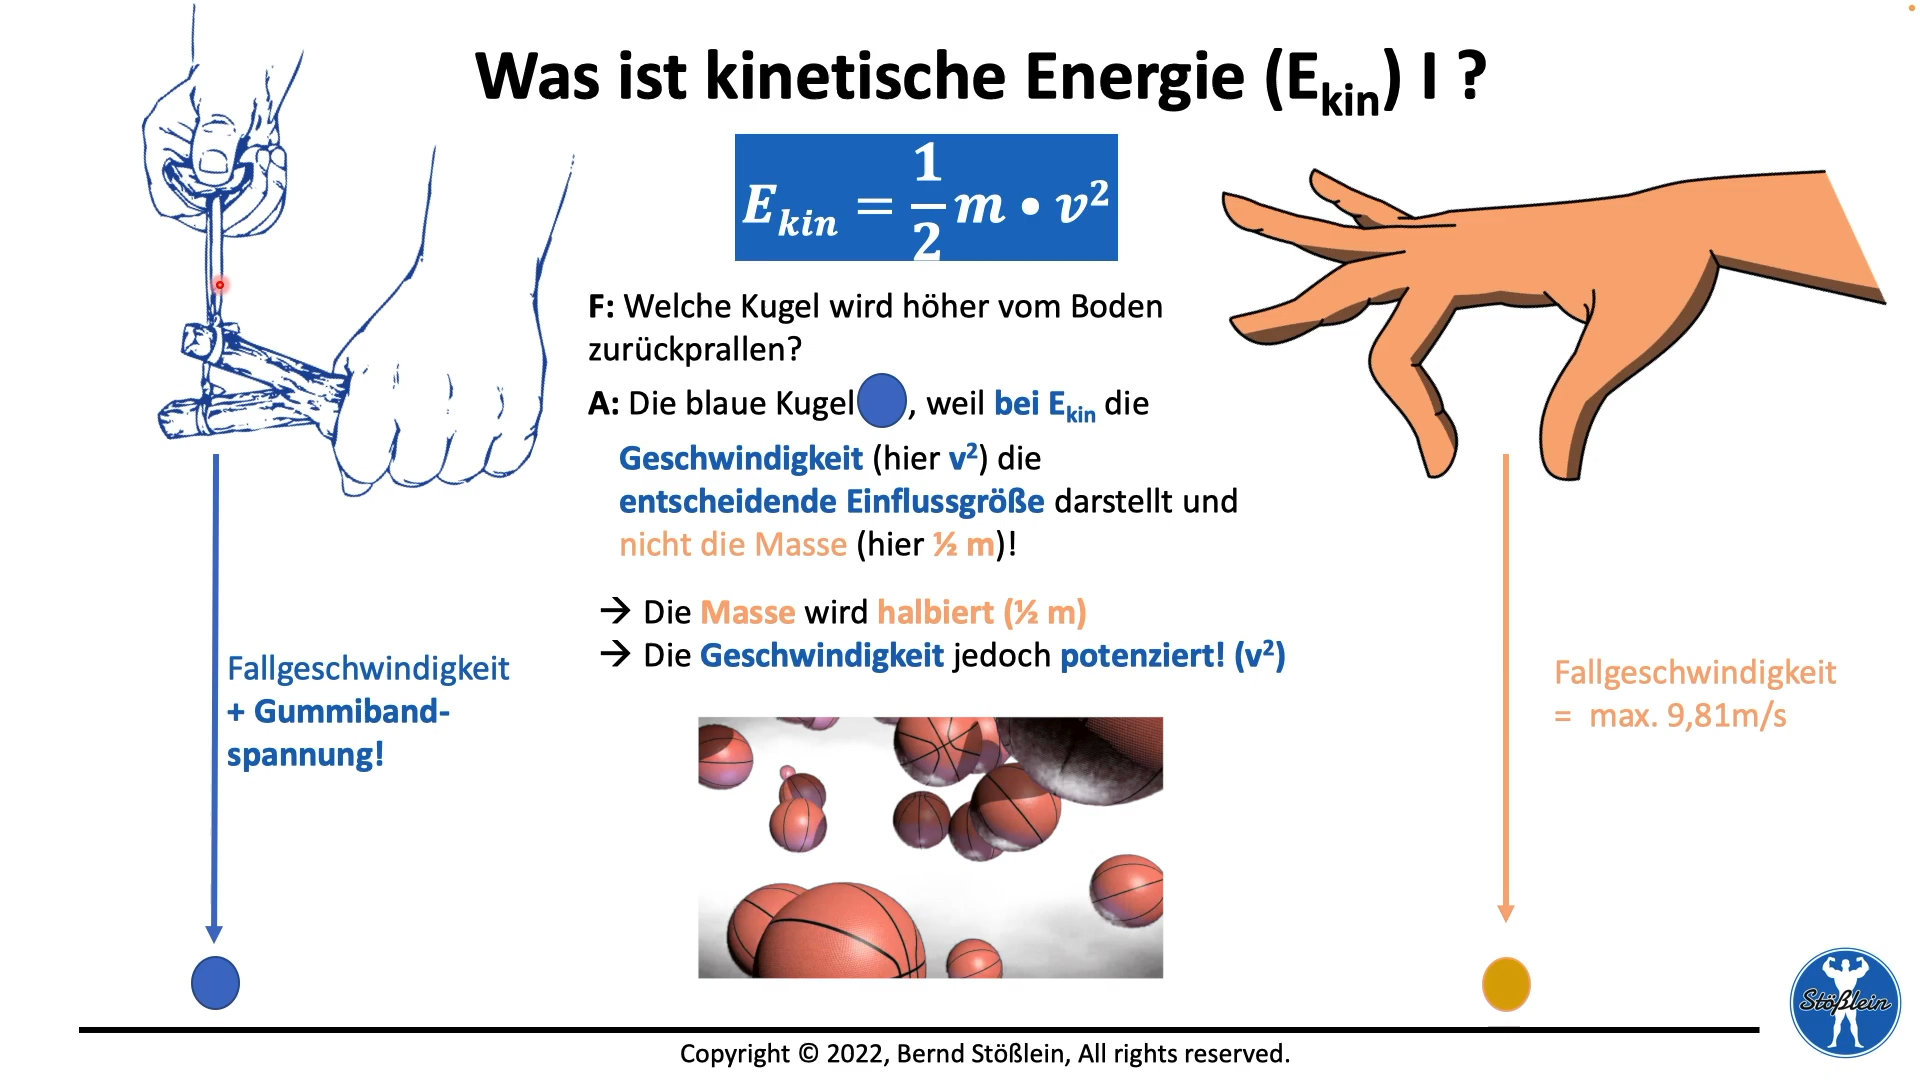 Was ist kinetische Energie (Ekin) I ?
Ekin = 1/2 m • v²
F: Welche Kugel wird höher vom Boden
zurückprallen?
A: Die blaue Kugel , weil bei Ekin die
Geschwindigkeit (hier v²) die
entscheidende Einflussgröße darstellt und
nicht die Masse (hier ½ m)!
→ Die Masse wird halbiert (½ m)
→ Die Geschwindigkeit jedoch potenziert! (v²)
Fallgeschwindigkeit
+ Gummiband-
spannung!
Fallgeschwindigkeit
= max. 9,81m/s
Stößlein
Copyright © 2022, Bernd Stößlein, All rights reserved.